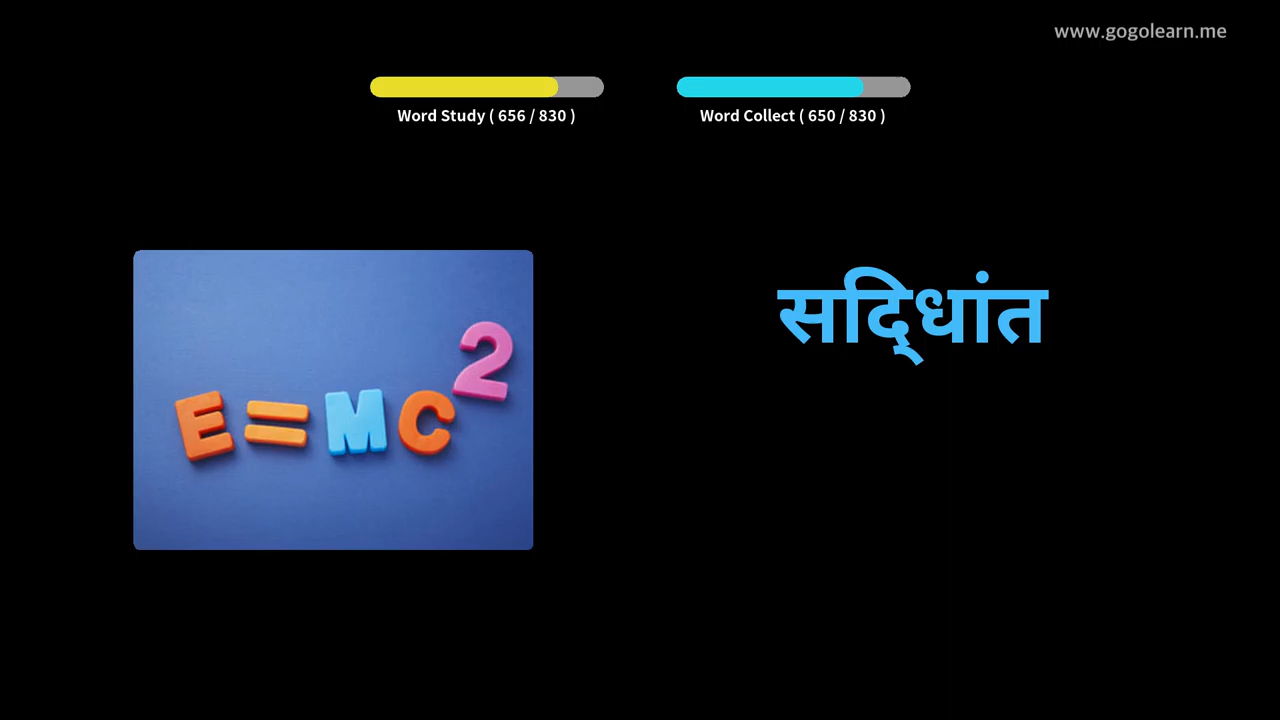 www.gogolearn.me
Word Study ( 656 / 830 )
Word Collect ( 650 / 830 )
E=MC2
सद्धिांत